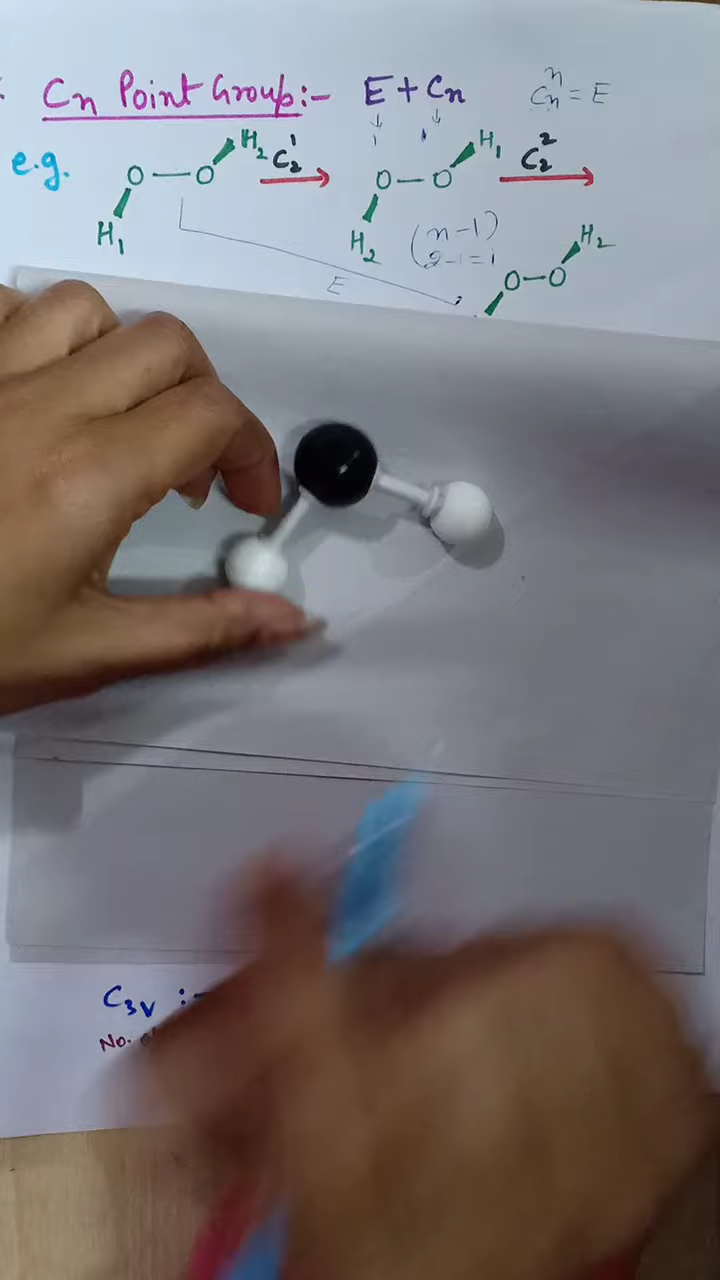 Cn Point Group:- E + Cn Cnⁿ = E
e.g. O — O H₂ C₂¹ O — O H₁ C₂²
H₁ H₂ (n-1)
2-1=1
E O — O H₂
C₃ᵥ :-
No.